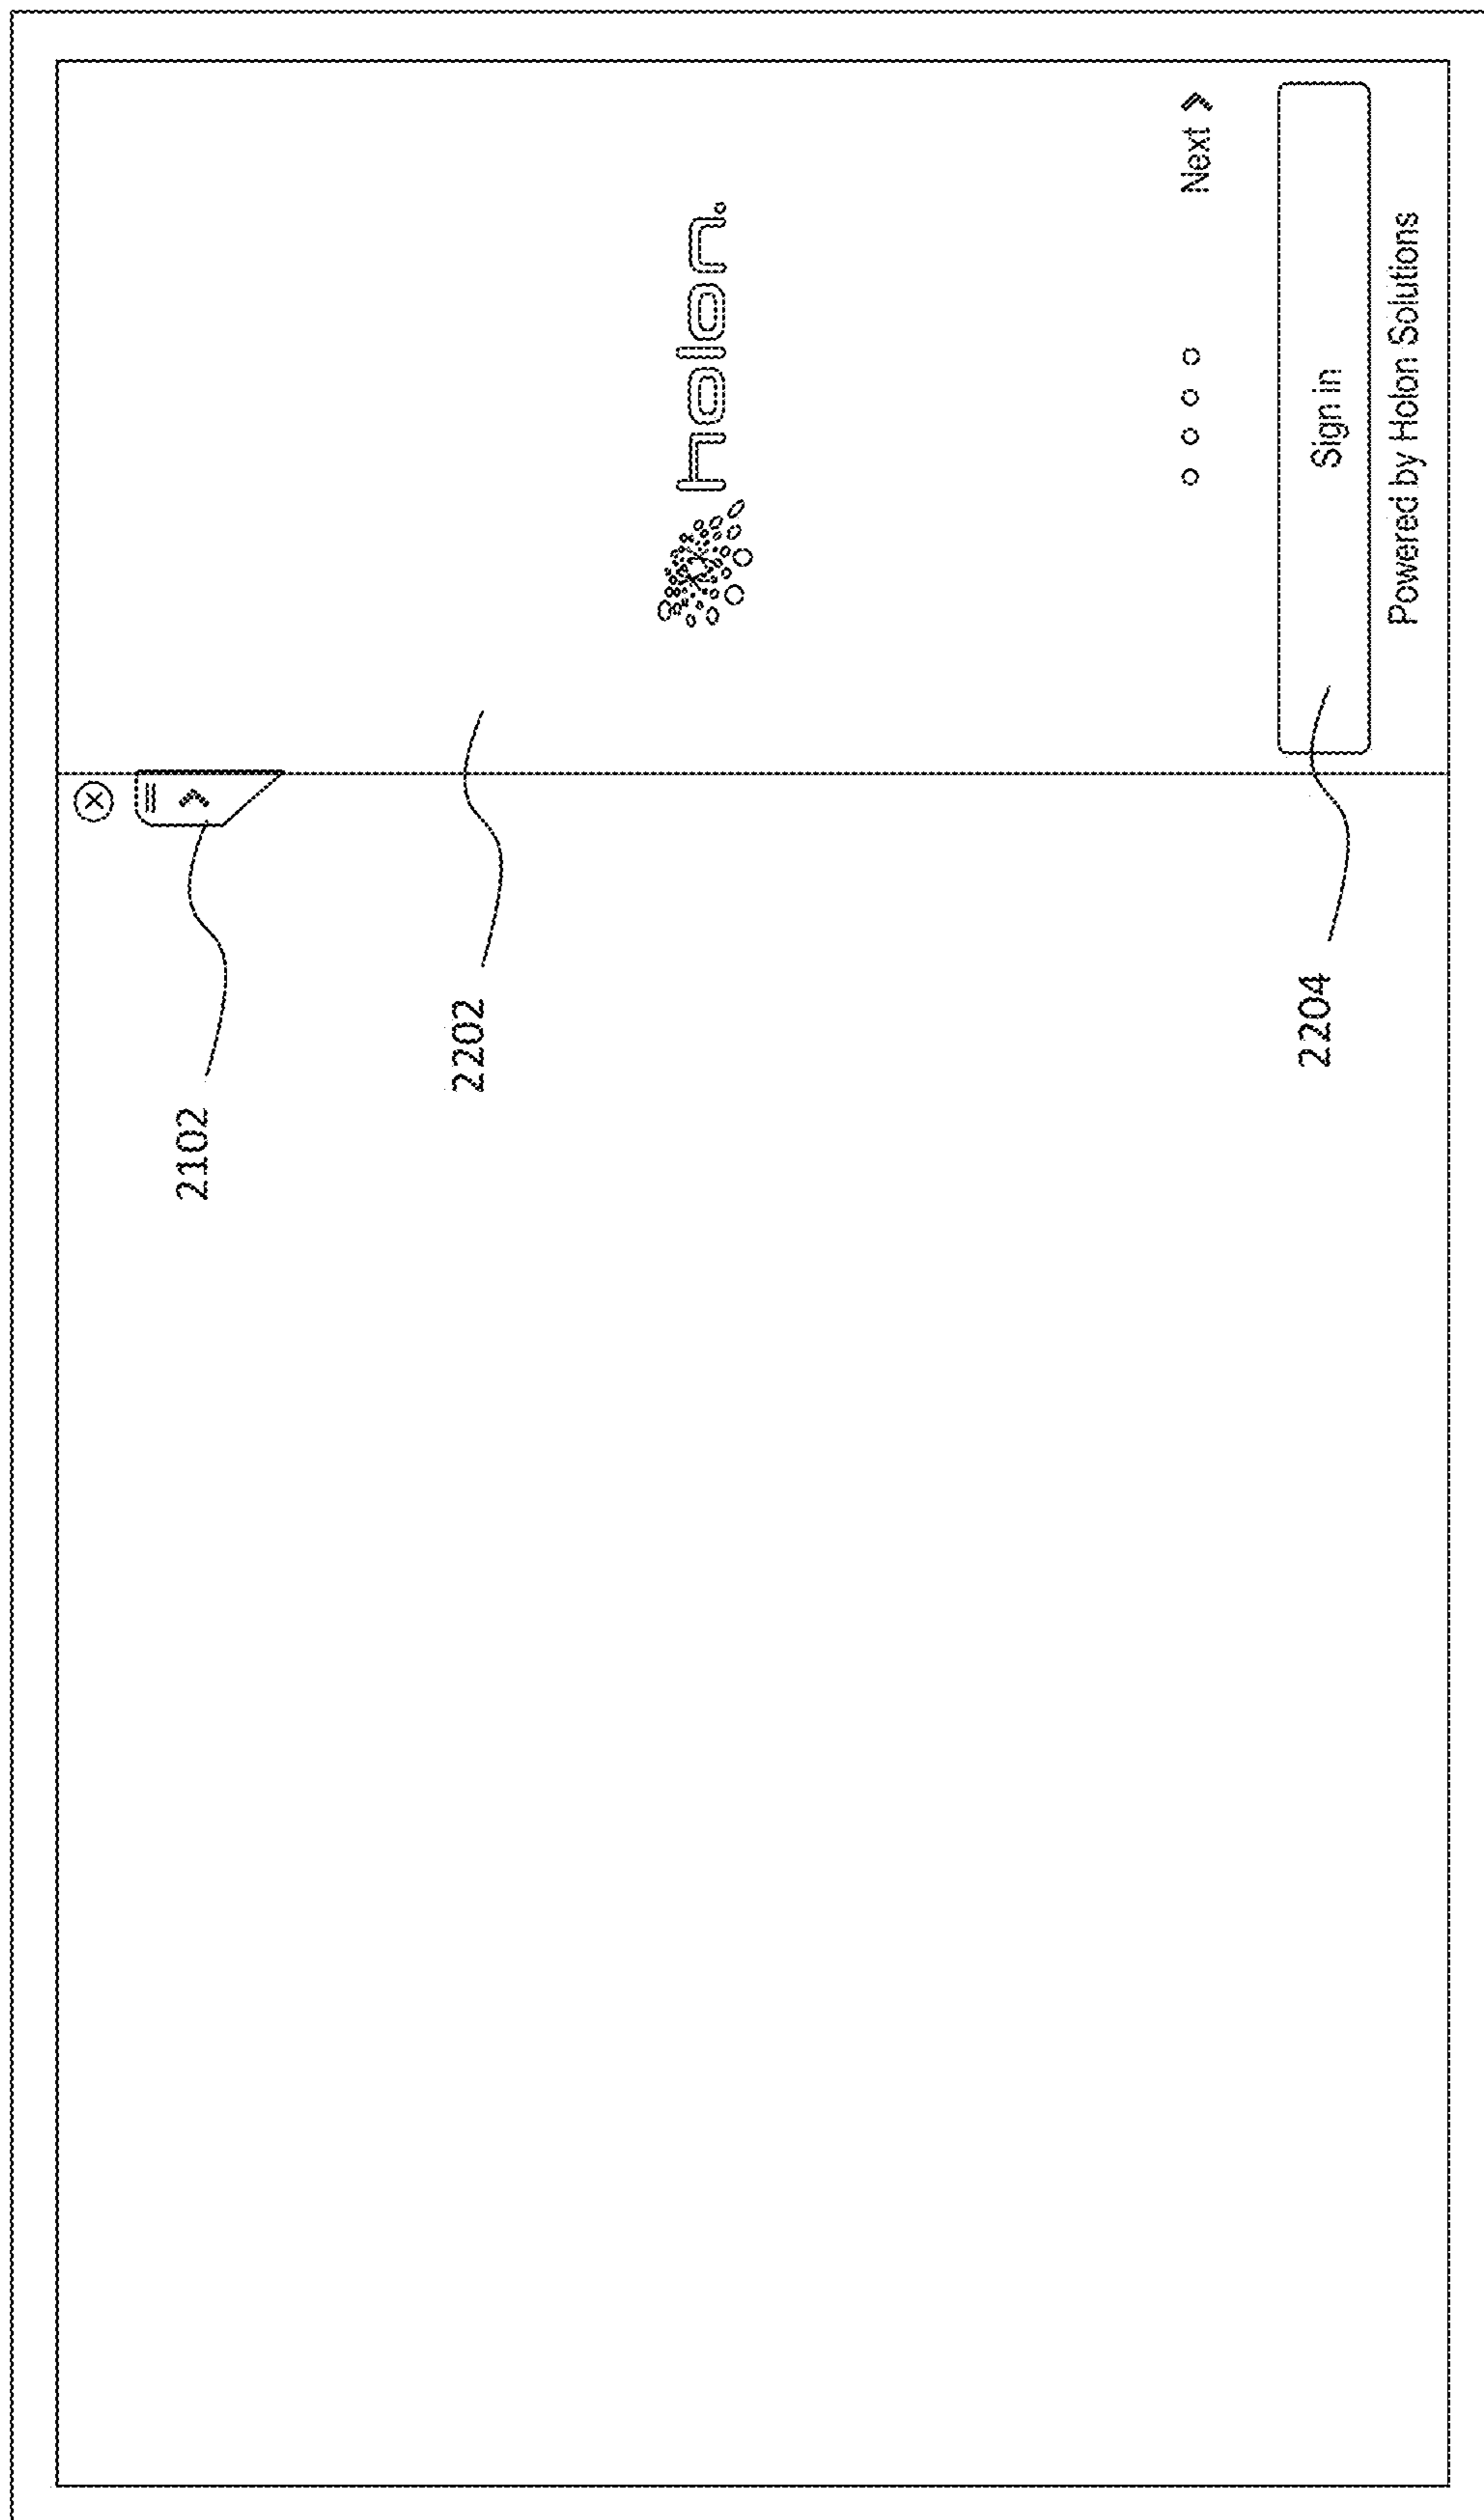 2102
2202
holon
Next
2204
Sign in
Powered by Holon Solutions